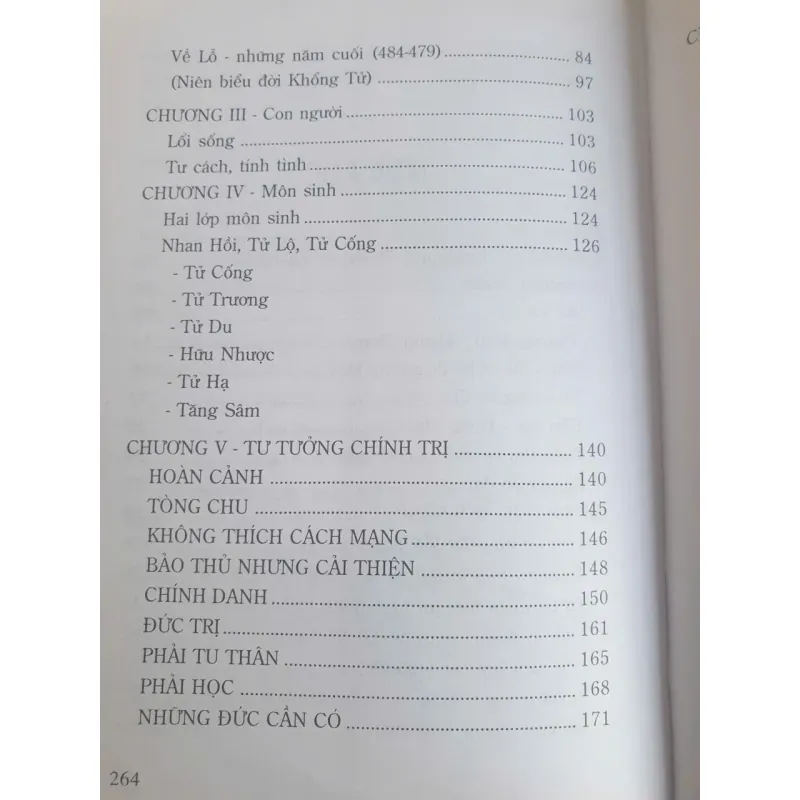 Về Lỗ - những năm cuối (484-479) ........................ 84
(Niên biểu đời Khổng Tử) ........................ 97
CHƯƠNG III - Con người ........................ 103
Lối sống ........................ 103
Tư cách, tính tình ........................ 106
CHƯƠNG IV - Môn sinh ........................ 124
Hai lớp môn sinh ........................ 124
Nhan Hồi, Tử Lộ, Tử Cống ........................ 126
- Tử Cống
- Tử Trương
- Tử Du
- Hữu Nhược
- Tử Hạ
- Tăng Sâm
CHƯƠNG V - TƯ TƯỞNG CHÍNH TRỊ ........................ 140
HOÀN CẢNH ........................ 140
TÒNG CHU ........................ 145
KHÔNG THÍCH CÁCH MẠNG ........................ 146
BẢO THỦ NHƯNG CẢI THIỆN ........................ 148
CHÍNH DANH ........................ 150
ĐỨC TRỊ ........................ 161
PHẢI TU THÂN ........................ 165
PHẢI HỌC ........................ 168
NHỮNG ĐỨC CẦN CÓ ........................ 171
264